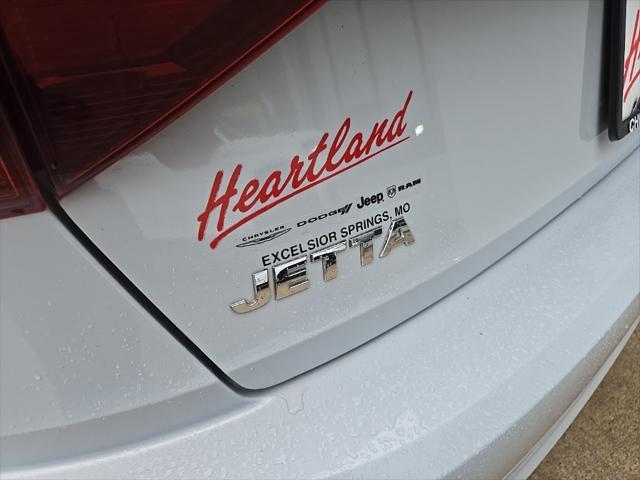 Heartland
CHRYSLER DODGE Jeep RAM
EXCELSIOR SPRINGS, MO
JETTA